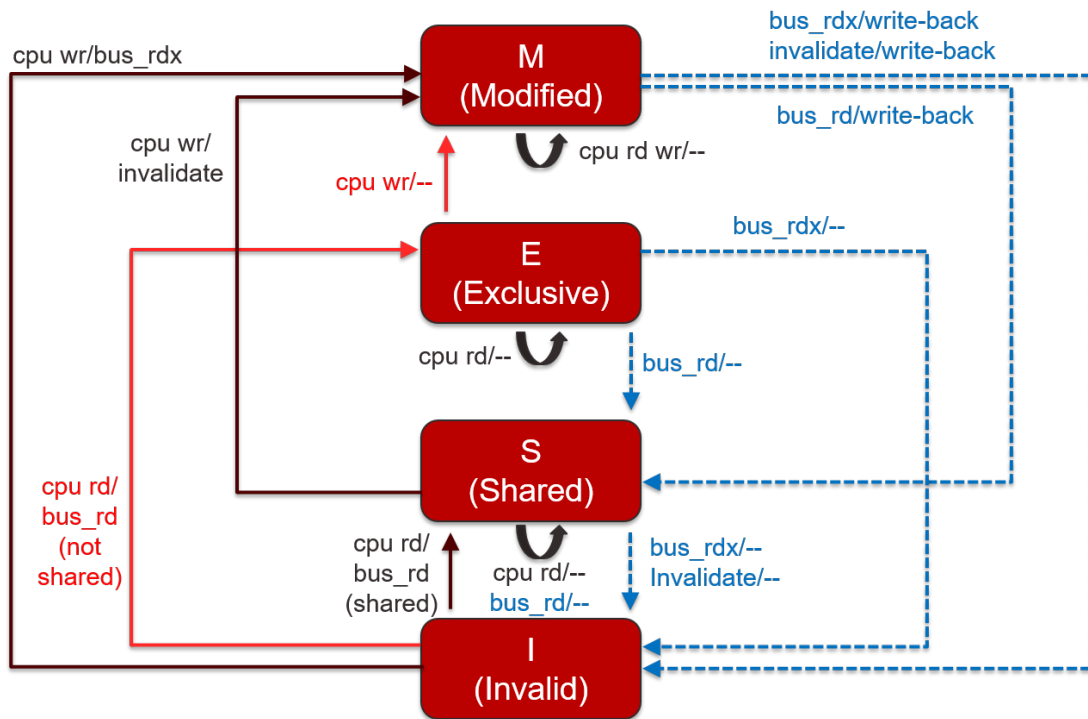 cpu wr/bus_rdx
M
(Modified)
bus_rdx/write-back
invalidate/write-back
bus_rd/write-back
cpu wr/
invalidate
cpu rd wr/--
cpu wr/--
E
(Exclusive)
bus_rdx/--
cpu rd/--
bus_rd/--
S
(Shared)
cpu rd/
bus_rd
(not
shared)
cpu rd/
bus_rd
(shared)
cpu rd/--
bus_rd/--
bus_rdx/--
Invalidate/--
I
(Invalid)